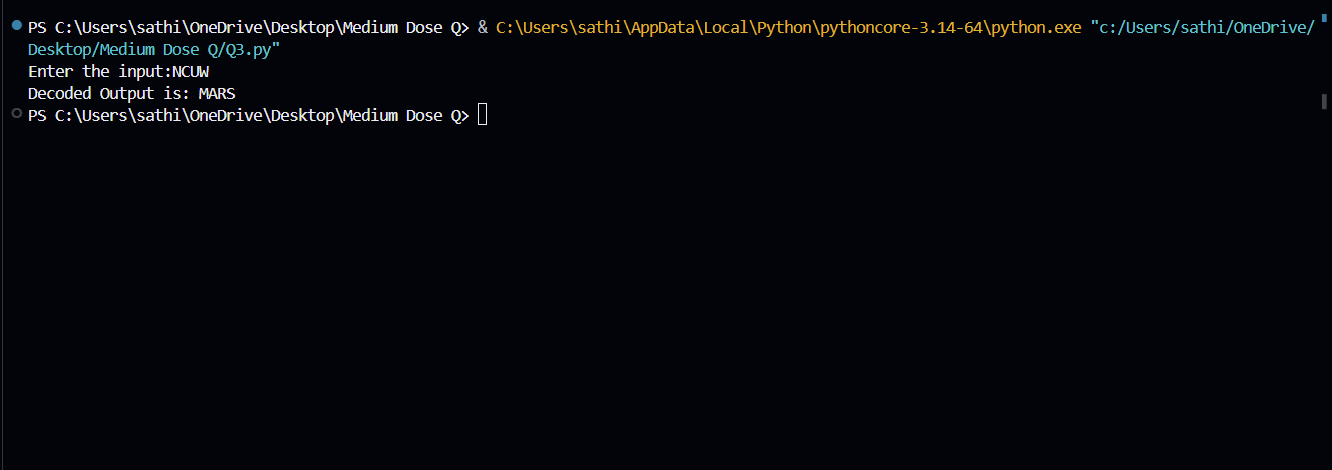 PS C:\Users\sathi\OneDrive\Desktop\Medium Dose Q> & C:\Users\sathi\AppData\Local\Python\pythoncore-3.14-64\python.exe "c:/Users/sathi/OneDrive/
Desktop/Medium Dose Q/Q3.py"
Enter the input:NCUW
Decoded Output is: MARS
PS C:\Users\sathi\OneDrive\Desktop\Medium Dose Q>